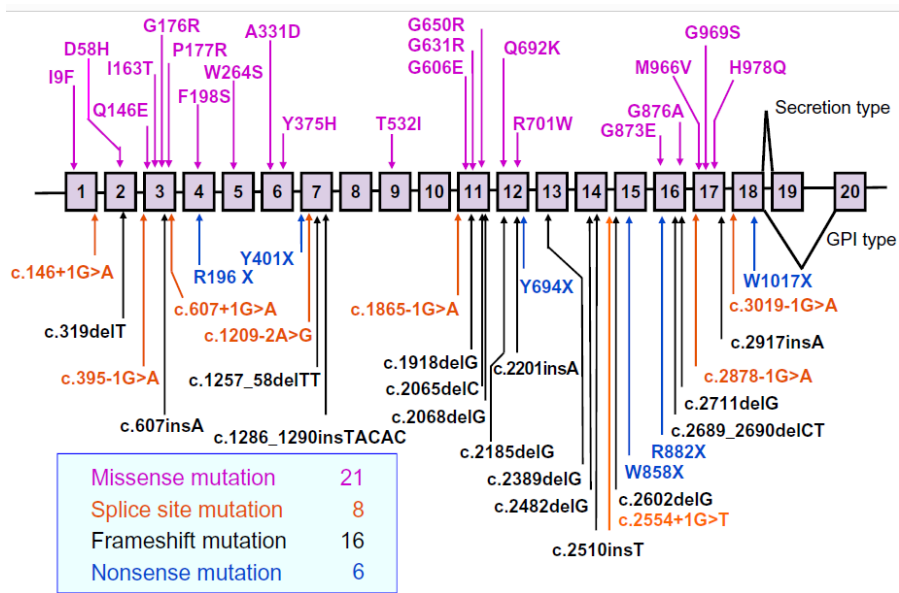 G176R
A331D
G650R
G969S
D58H
P177R
G631R
Q692K
I9F
I163T
W264S
G606E
M966V
H978Q
Q146E
F198S
Y375H
T532I
R701W
G876A
G873E
Secretion type
1 2 3 4 5 6 7 8 9 10 11 12 13 14 15 16 17 18 19 20
GPI type
c.146+1G>A
R196 X
Y401X
Y694X
W1017X
c.319delT
c.607+1G>A
c.1865-1G>A
c.3019-1G>A
c.1209-2A>G
c.2917insA
c.395-1G>A
c.1257_58delTT
c.1918delG
c.2201insA
c.2878-1G>A
c.2065delC
c.2711delG
c.607insA
c.2068delG
c.2689_2690delCT
c.1286_1290insTACAC
c.2185delG
R882X
c.2389delG
W858X
c.2482delG
c.2602delG
c.2554+1G>T
c.2510insT
Missense mutation 21
Splice site mutation 8
Frameshift mutation 16
Nonsense mutation 6